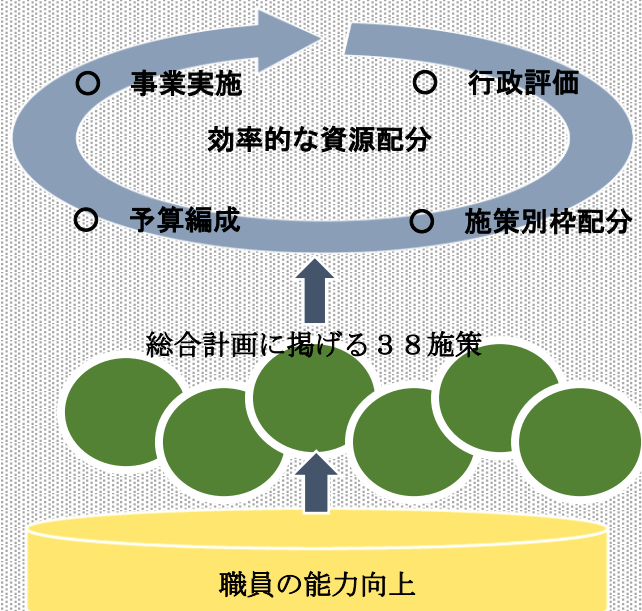 ○ 事業実施
○ 行政評価
効率的な資源配分
○ 予算編成
○ 施策別枠配分
総合計画に掲げる３８施策
職員の能力向上